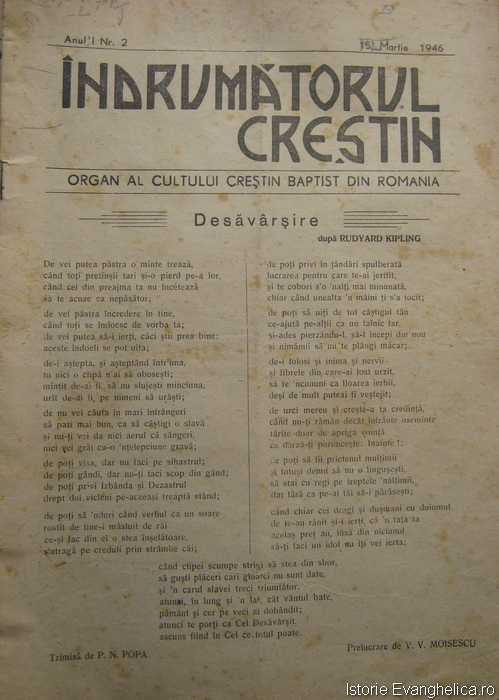 Anul I Nr. 2
15 Martie 1946
ÎNDRUMĂTORUL
CREȘTIN
ORGAN AL CULTULUI CREȘTIN BAPTIST DIN ROMANIA
Desăvârșire
după RUDYARD KIPLING
De vei putea păstra o minte trează,
când toți pretinșii tari și-o pierd pe-a lor,
când cei din preajma ta nu încetează
să te acuze ca nepăsător;
de vei păstra încredere în tine,
când toți se îndoesc de vorba ta;
de vei putea să-i ierți, căci știi prea bine:
aceste îndoeli se pot uita;
de-i aștepta, și așteptând într'una,
tu nici o clipă n'ai să obosești;
mințit de-ai fi, să nu slujești minciuna,
urît de-ai fi, pe nimeni să urăști;
de nu vei căuta în mari înfrângeri
să pari mai bun, ca să câștigi o slavă
și nu-ți vei da nici aerul că sângeri,
nici vei grăi cu-o 'nțelepciune gravă;
de poți visa, dar nu faci pe sihastrul;
de poți gândi, dar nu-ți faci scop din gând;
de poți privi Izbânda și Dezastrul
drept doi vicleni pe-aceeași treaptă stând;
de poți să 'nduri când verbul ca un soare
rostit de tine-i măsluit de răi
ce-și fac din el o stea înșelătoare,
s'atragă pe creduli prin strâmbe căi;
de poți privi în țăndări spulberată
lucrarea pentru care te-ai jertfit,
și te cobori s'o 'nalți mai minunată,
chiar când unealta 'n mâini ți s'a tocit;
de poți să uiți de tot câștigul tău
ce-ajută pe-alții ca un talnic iar,
și-ades pierzându-l, să-l începi din nou
și nimănui să nu te plângi măcar;
de-i folosi și inima și nervii
și fibrele din care-ai fost urzit,
să te 'ncununi ca floarea ierbii,
deși de mult puteai fi veștejit;
de urci mereu și crește-a ta credință,
când nu-ți rămân decât intrânte oseminte
târîte-doar de apriga voință
ce dârză-ți poruncește: Inainte!;
de poți să fii prietenul mulțimii
și totuși demn să nu o lingușești,
să stai cu regi pe treptele 'nălțimii,
dar fără ca pe-ai tăi să-i părăsești;
când chiar cei dragi și dușmani cu duiumul
de te-au rănit și-i ierți, că 'n fața ta
același preț au, însă din niciunul
să-ți faci un idol nu îți vei ierta;
când clipei scumpe strigi să stea din sbor,
să guști plăceri cari gloatei nu sunt date,
și 'n carul slavei treci triumfător,
atunci, în lung și 'n lat, cât vântul bate,
pământ și cer pe veci ai dobândit;
atunci te porți ca Cel Desăvârșit,
ascuns fiind în Cel ce totul poate.
Trimisă de P. N. POPA
Prelucrare de V. V. MOISESCU
Istorie Evanghelica.ro